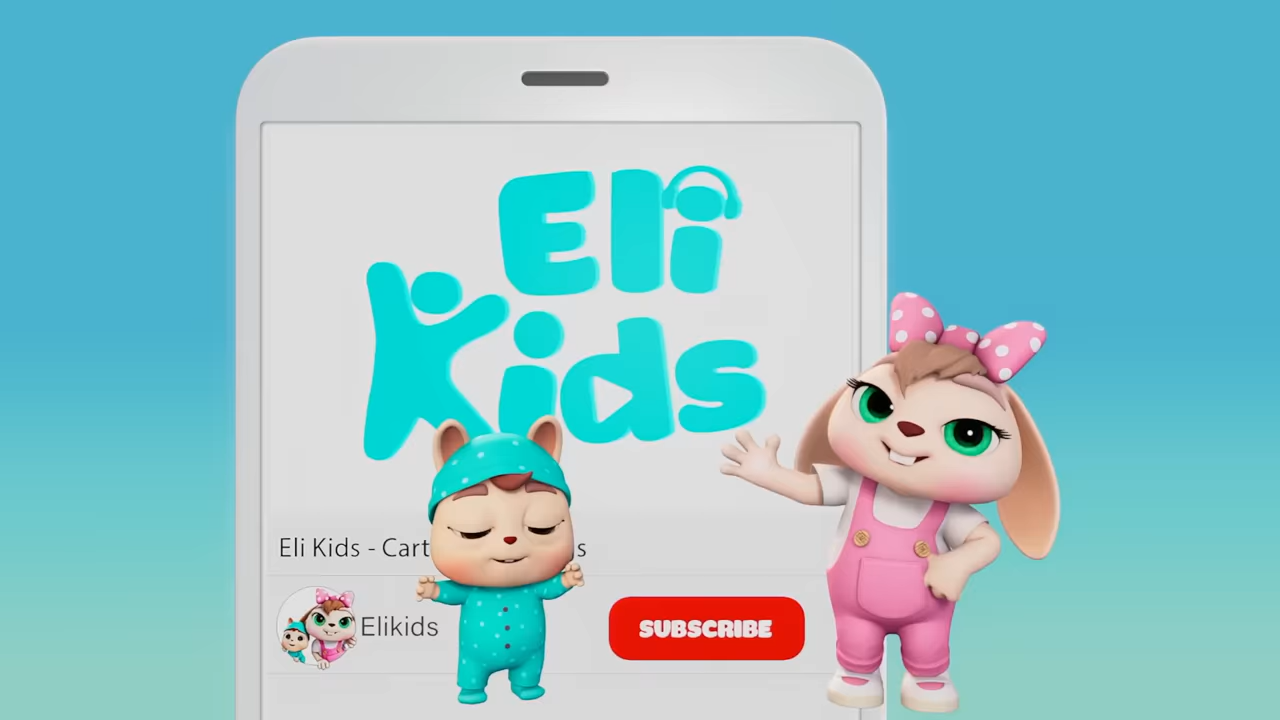 Eli
Kids
Eli Kids - Cart s
Elikids
SUBSCRIBE